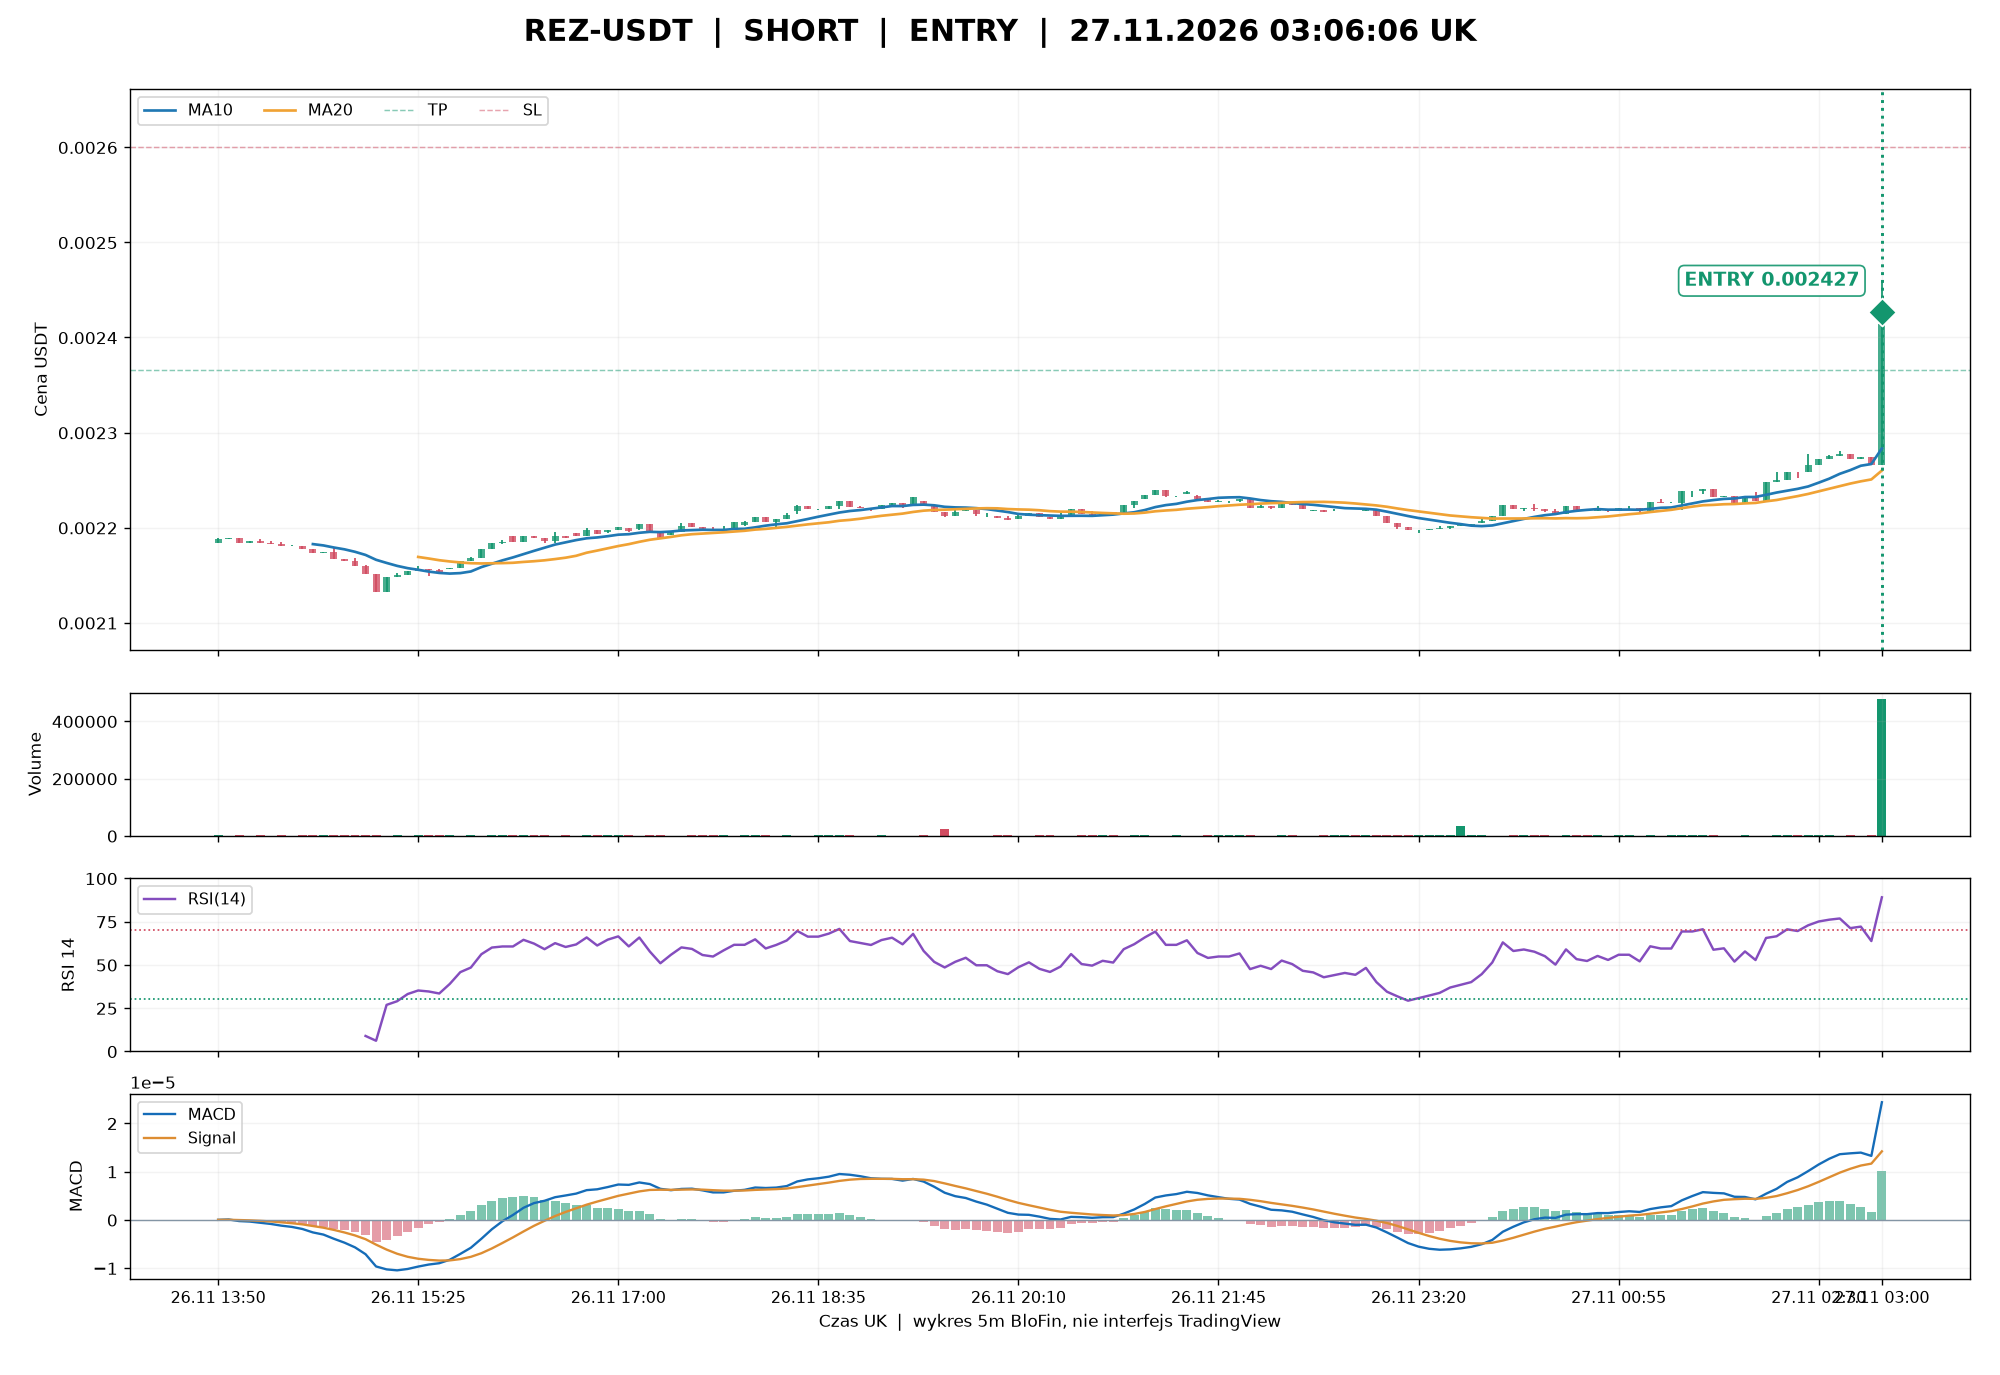 REZ-USDT | SHORT | ENTRY | 27.11.2026 03:06:06 UK
MA10 MA20 TP SL
0.0026
0.0025
0.0024
0.0023
0.0022
0.0021
Cena USDT
ENTRY 0.002427
400000
200000
0
Volume
100
75
50
25
0
RSI 14
RSI(14)
1e−5
2
1
0
−1
MACD
MACD
Signal
26.11 13:50 26.11 15:25 26.11 17:00 26.11 18:35 26.11 20:10 26.11 21:45 26.11 23:20 27.11 00:55 27.11 02:30 27.11 03:00
Czas UK | wykres 5m BloFin, nie interfejs TradingView